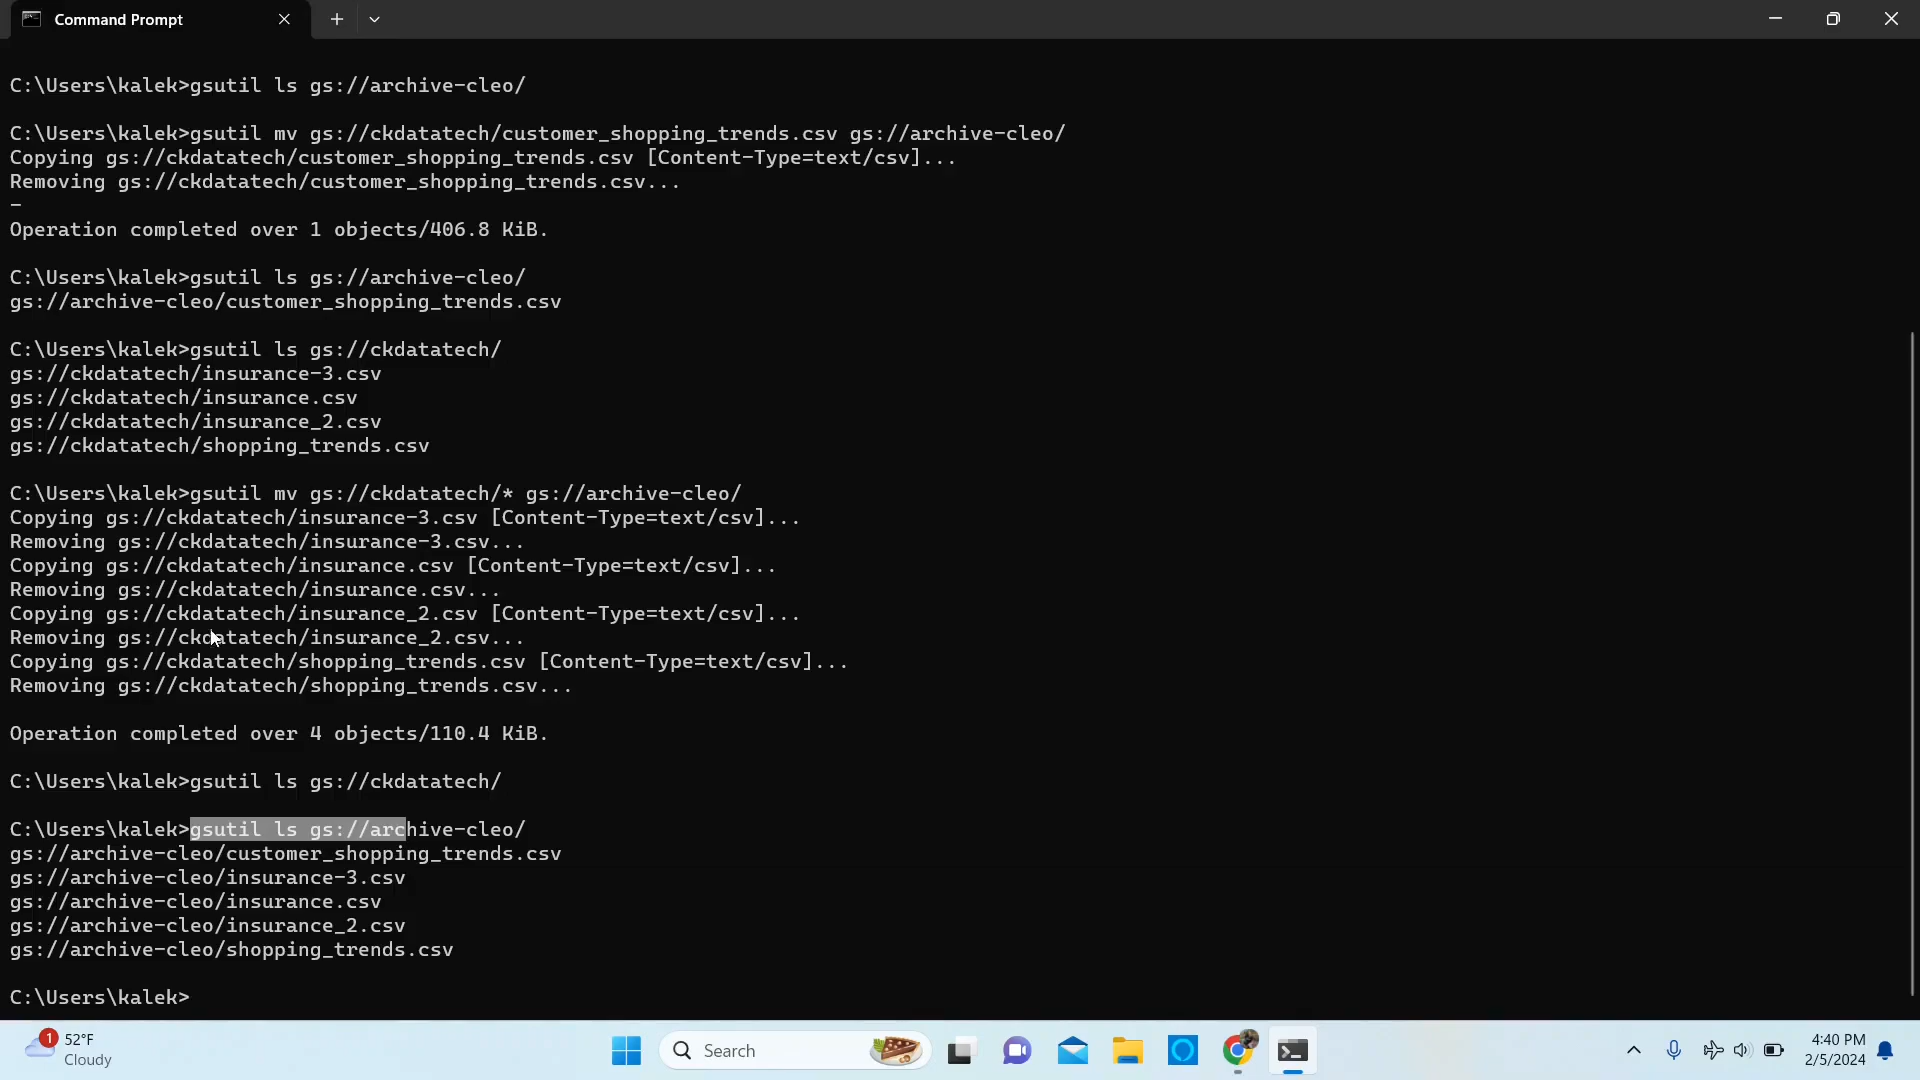 Command Prompt
C:\Users\kalek>gsutil ls gs://archive-cleo/
C:\Users\kalek>gsutil mv gs://ckdatatech/customer_shopping_trends.csv gs://archive-cleo/
Copying gs://ckdatatech/customer_shopping_trends.csv [Content-Type=text/csv]...
Removing gs://ckdatatech/customer_shopping_trends.csv...
-
Operation completed over 1 objects/406.8 KiB.
C:\Users\kalek>gsutil ls gs://archive-cleo/
gs://archive-cleo/customer_shopping_trends.csv
C:\Users\kalek>gsutil ls gs://ckdatatech/
gs://ckdatatech/insurance-3.csv
gs://ckdatatech/insurance.csv
gs://ckdatatech/insurance_2.csv
gs://ckdatatech/shopping_trends.csv
C:\Users\kalek>gsutil mv gs://ckdatatech/* gs://archive-cleo/
Copying gs://ckdatatech/insurance-3.csv [Content-Type=text/csv]...
Removing gs://ckdatatech/insurance-3.csv...
Copying gs://ckdatatech/insurance.csv [Content-Type=text/csv]...
Removing gs://ckdatatech/insurance.csv...
Copying gs://ckdatatech/insurance_2.csv [Content-Type=text/csv]...
Removing gs://ckdatatech/insurance_2.csv...
Copying gs://ckdatatech/shopping_trends.csv [Content-Type=text/csv]...
Removing gs://ckdatatech/shopping_trends.csv...
Operation completed over 4 objects/110.4 KiB.
C:\Users\kalek>gsutil ls gs://ckdatatech/
C:\Users\kalek>gsutil ls gs://archive-cleo/
gs://archive-cleo/customer_shopping_trends.csv
gs://archive-cleo/insurance-3.csv
gs://archive-cleo/insurance.csv
gs://archive-cleo/insurance_2.csv
gs://archive-cleo/shopping_trends.csv
C:\Users\kalek>
1
52°F
Cloudy
Search
4:40 PM
2/5/2024